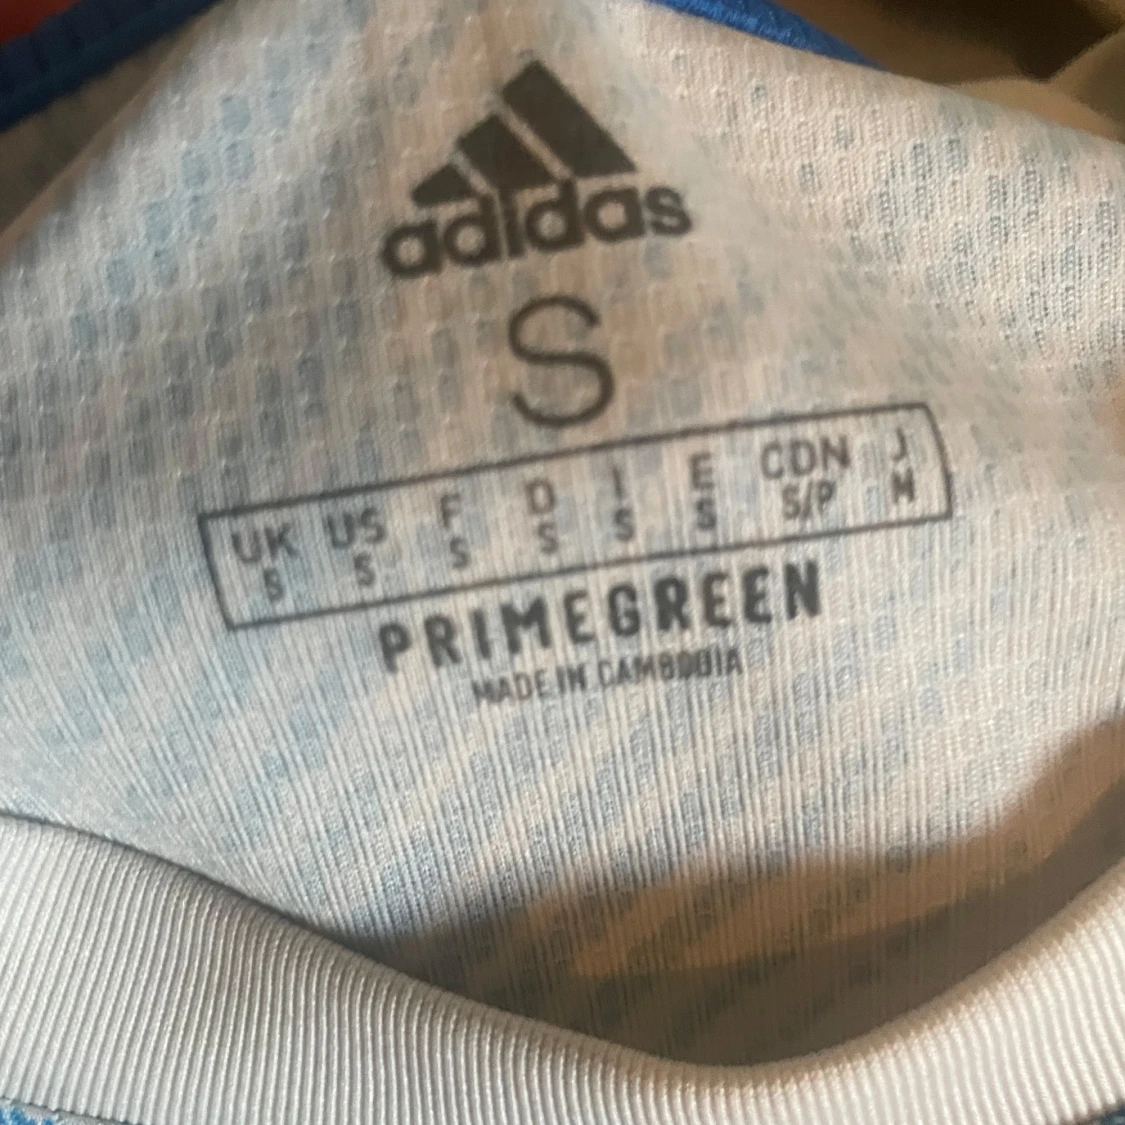 adidas
S
UK US F D I E CDN J
S S S S S S S/P M
PRIMEGREEN
MADE IN CAMBODIA